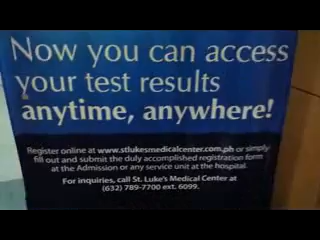 Now you can access
your test results
anytime, anywhere!
Register online at www.stlukesmedicalcenter.com.ph or simply
fill out and submit the duly accomplished registration form
at the Admission or any service unit at the hospital.
For inquiries, call St. Luke's Medical Center at
(632) 789-7700 ext. 6099.